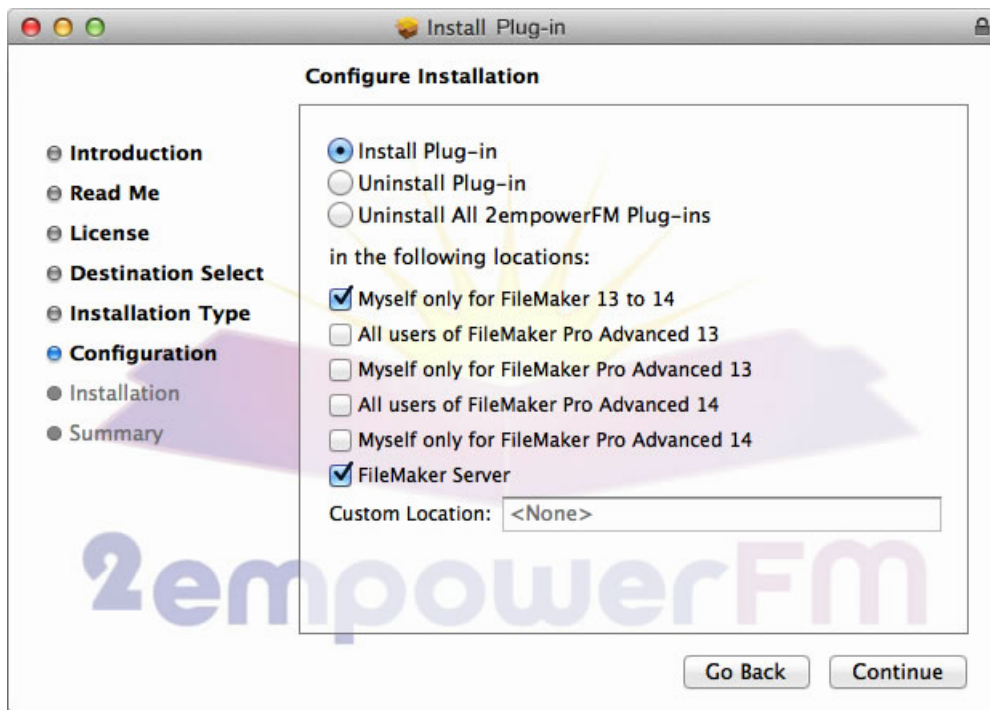 Install Plug-in
Configure Installation
Introduction
Read Me
License
Destination Select
Installation Type
Configuration
Installation
Summary
Install Plug-in
Uninstall Plug-in
Uninstall All 2empowerFM Plug-ins
in the following locations:
Myself only for FileMaker 13 to 14
All users of FileMaker Pro Advanced 13
Myself only for FileMaker Pro Advanced 13
All users of FileMaker Pro Advanced 14
Myself only for FileMaker Pro Advanced 14
FileMaker Server
Custom Location: <None>
2empowerFM
Go Back Continue